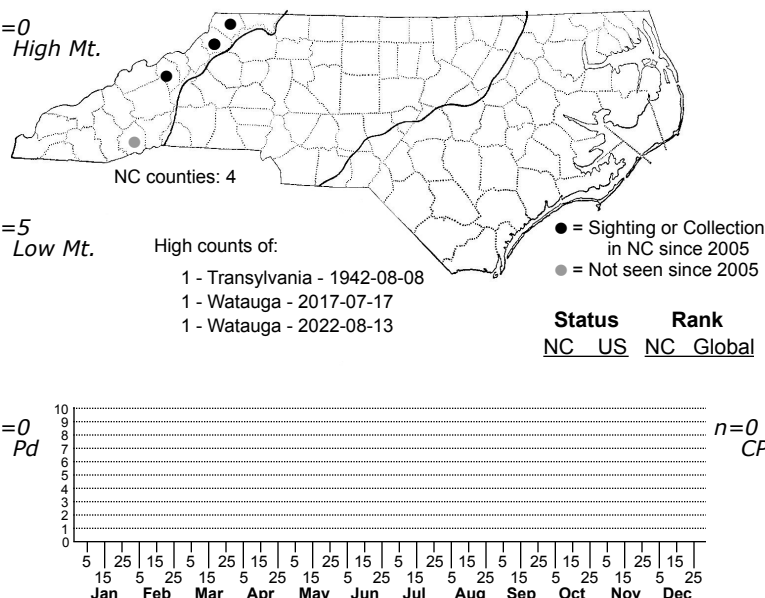 =0
High Mt.
NC counties: 4
=5
Low Mt.
High counts of:
1 - Transylvania - 1942-08-08
1 - Watauga - 2017-07-17
1 - Watauga - 2022-08-13
● = Sighting or Collection
in NC since 2005
● = Not seen since 2005
Status Rank
NC US NC Global
=0
Pd
n=0
CP
10
9
8
7
6
5
4
3
2
1
0
5 25 15 5 25 15 5 25 15 5 25 15 5 25 15 5 25 15
15 5 25 15 5 25 15 5 25 15 5 25 15 5 25 15 5 25
Jan Feb Mar Apr May Jun Jul Aug Sep Oct Nov Dec